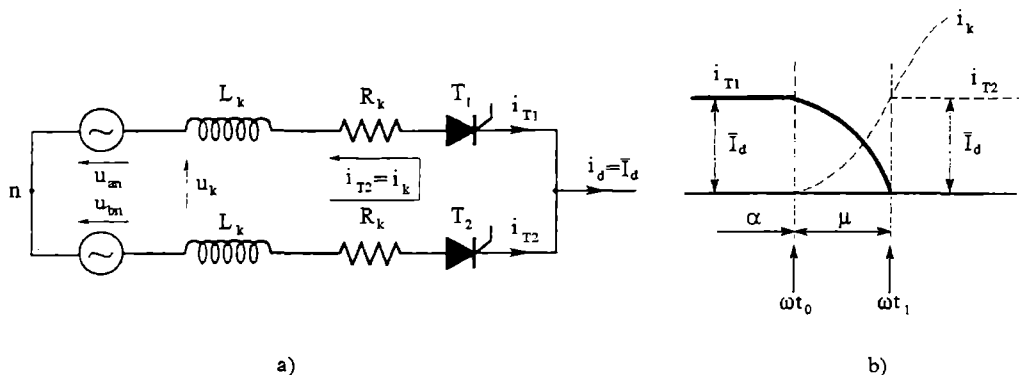 L_k
R_k
T_1
i_T1
u_an
u_k
i_T2=i_k
i_d=Ī_d
n
u_bn
L_k
R_k
T_2
i_T2
a)
i_k
i_T1
i_T2
Ī_d
Ī_d
α
μ
ωt_0
ωt_1
b)